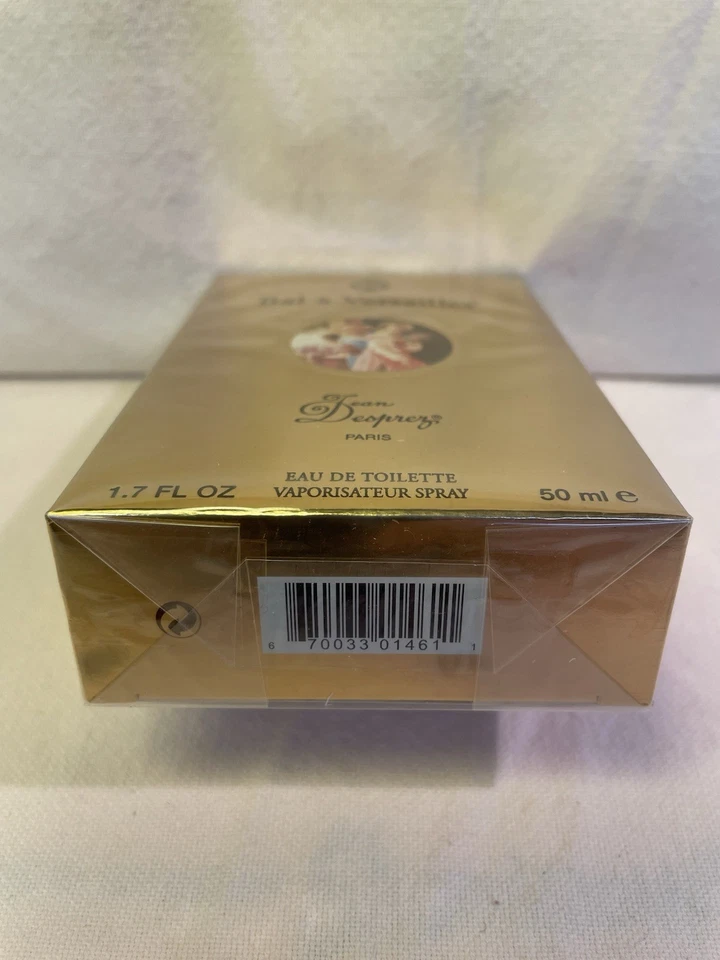 Bal à Versailles
Jean
Desprez®
PARIS
EAU DE TOILETTE
1.7 FL OZ VAPORISATEUR SPRAY 50 ml ℮
6 70033 01461 1